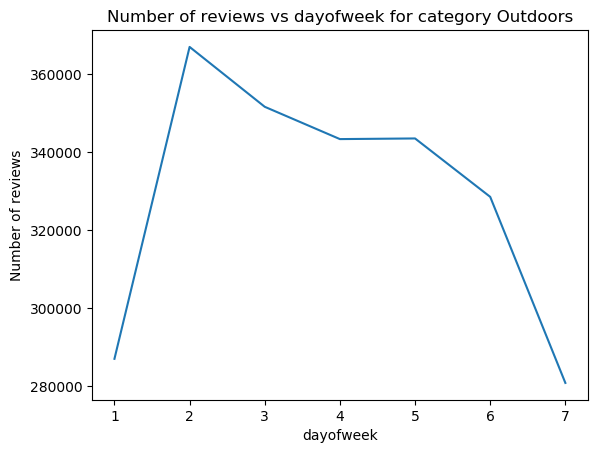 Number of reviews vs dayofweek for category Outdoors
Number of reviews
360000
340000
320000
300000
280000
1 2 3 4 5 6 7
dayofweek